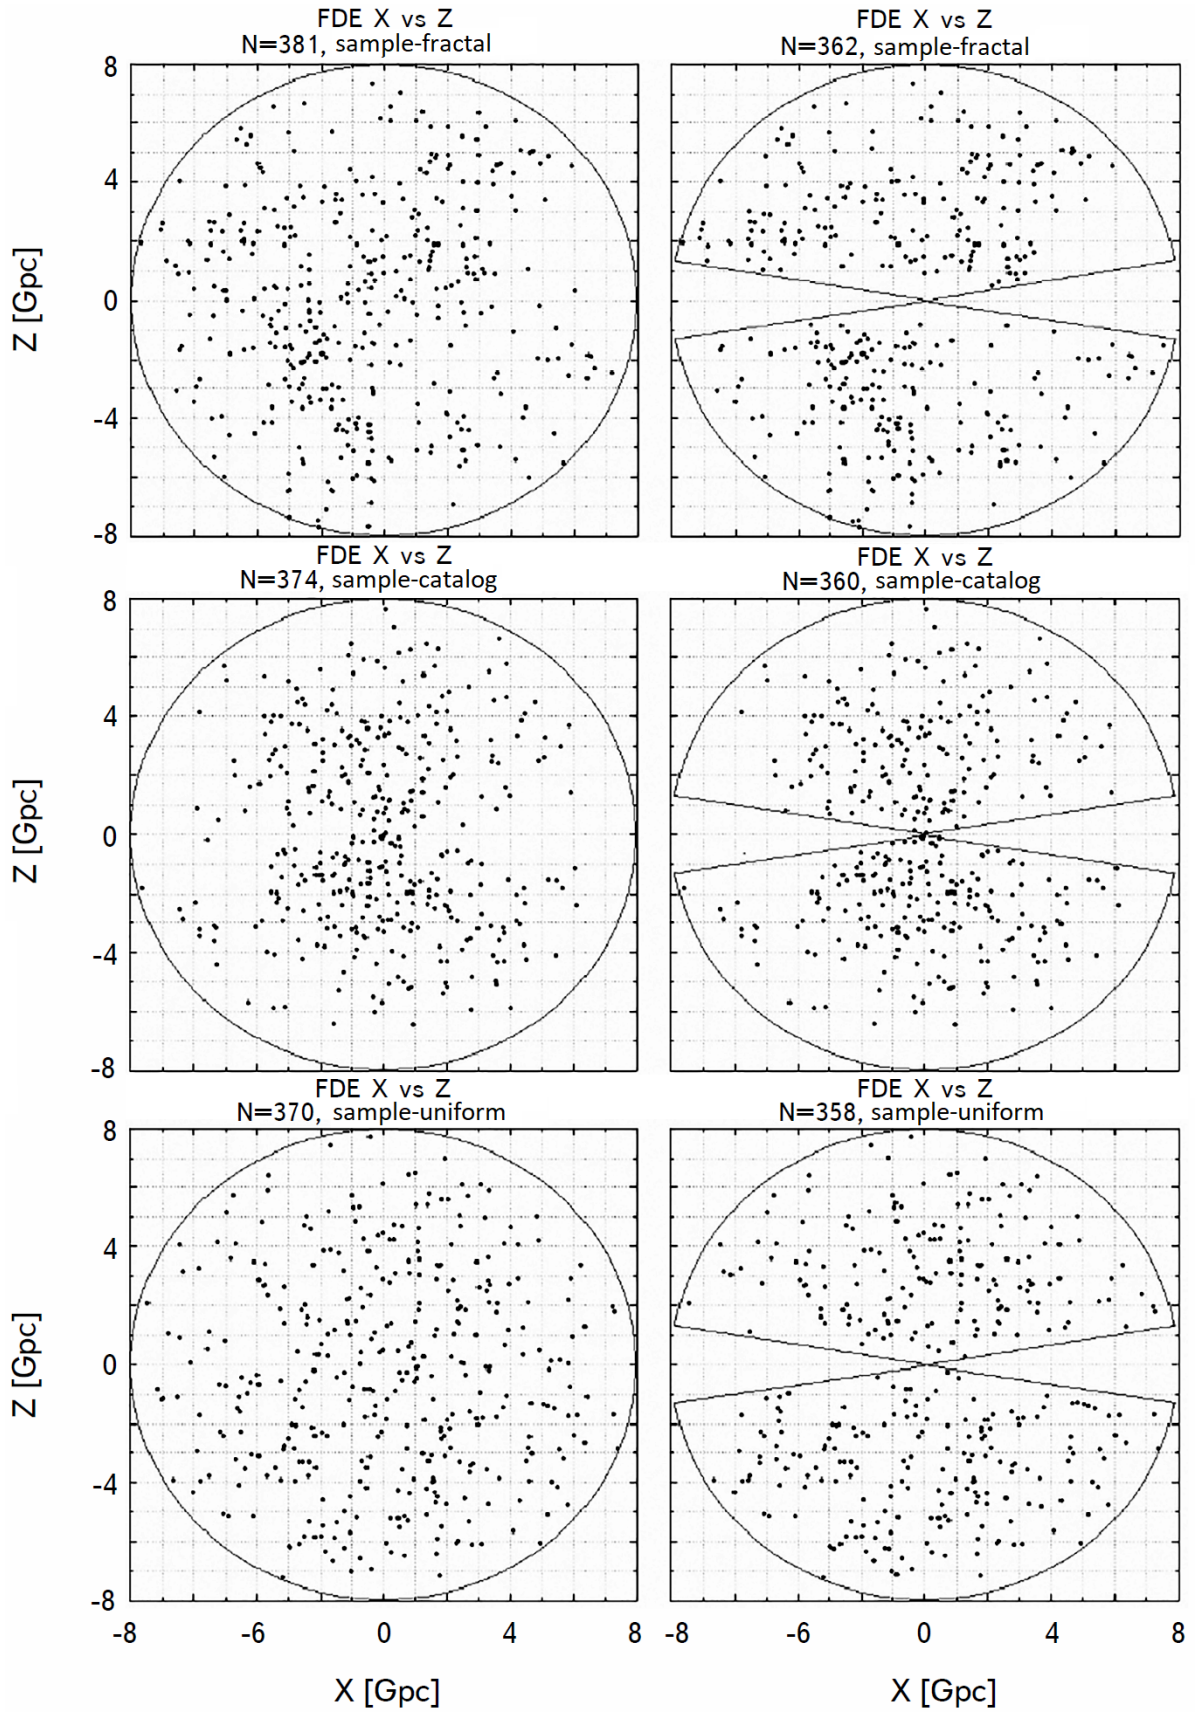 FDE X vs Z
N=381, sample-fractal
FDE X vs Z
N=362, sample-fractal
8
4
0
-4
-8
Z [Gpc]
FDE X vs Z
N=374, sample-catalog
FDE X vs Z
N=360, sample-catalog
8
4
0
-4
-8
Z [Gpc]
FDE X vs Z
N=370, sample-uniform
FDE X vs Z
N=358, sample-uniform
8
4
0
-4
-8
Z [Gpc]
-8 -6 0 4 8
-8 -6 0 4 8
X [Gpc]
X [Gpc]